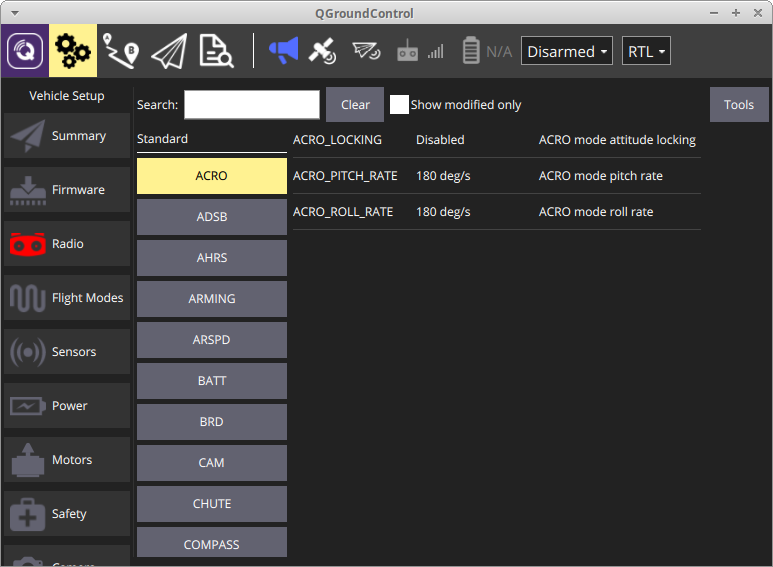 QGroundControl
N/A
Disarmed
RTL
Vehicle Setup
Summary
Firmware
Radio
Flight Modes
Sensors
Power
Motors
Safety
Camera
Search:
Clear
Show modified only
Tools
Standard
ACRO
ADSB
AHRS
ARMING
ARSPD
BATT
BRD
CAM
CHUTE
COMPASS
ACRO_LOCKING Disabled ACRO mode attitude locking
ACRO_PITCH_RATE 180 deg/s ACRO mode pitch rate
ACRO_ROLL_RATE 180 deg/s ACRO mode roll rate